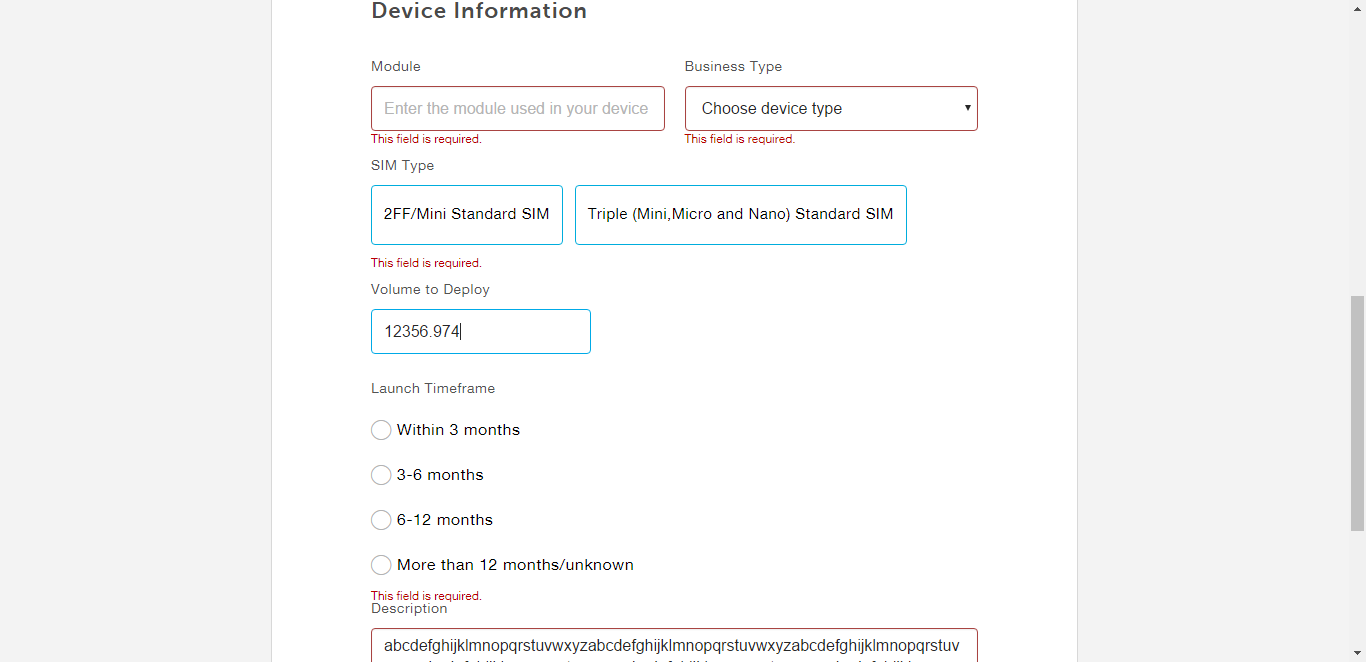 Device Information
Module
Business Type
Enter the module used in your device
Choose device type
This field is required.
This field is required.
SIM Type
2FF/Mini Standard SIM
Triple (Mini,Micro and Nano) Standard SIM
This field is required.
Volume to Deploy
12356.974
Launch Timeframe
Within 3 months
3-6 months
6-12 months
More than 12 months/unknown
This field is required.
Description
abcdefghijklmnopqrstuvwxyzabcdefghijklmnopqrstuvwxyzabcdefghijklmnopqrstuv